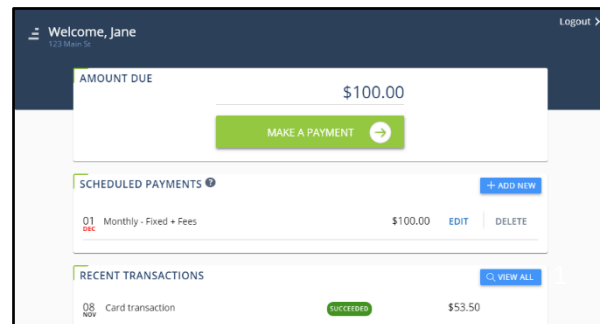 Logout >
Welcome, Jane
123 Main St
AMOUNT DUE
$100.00
MAKE A PAYMENT
SCHEDULED PAYMENTS ?
+ ADD NEW
01 DEC Monthly - Fixed + Fees $100.00 EDIT DELETE
RECENT TRANSACTIONS
VIEW ALL
1
08 NOV Card transaction SUCCEEDED $53.50